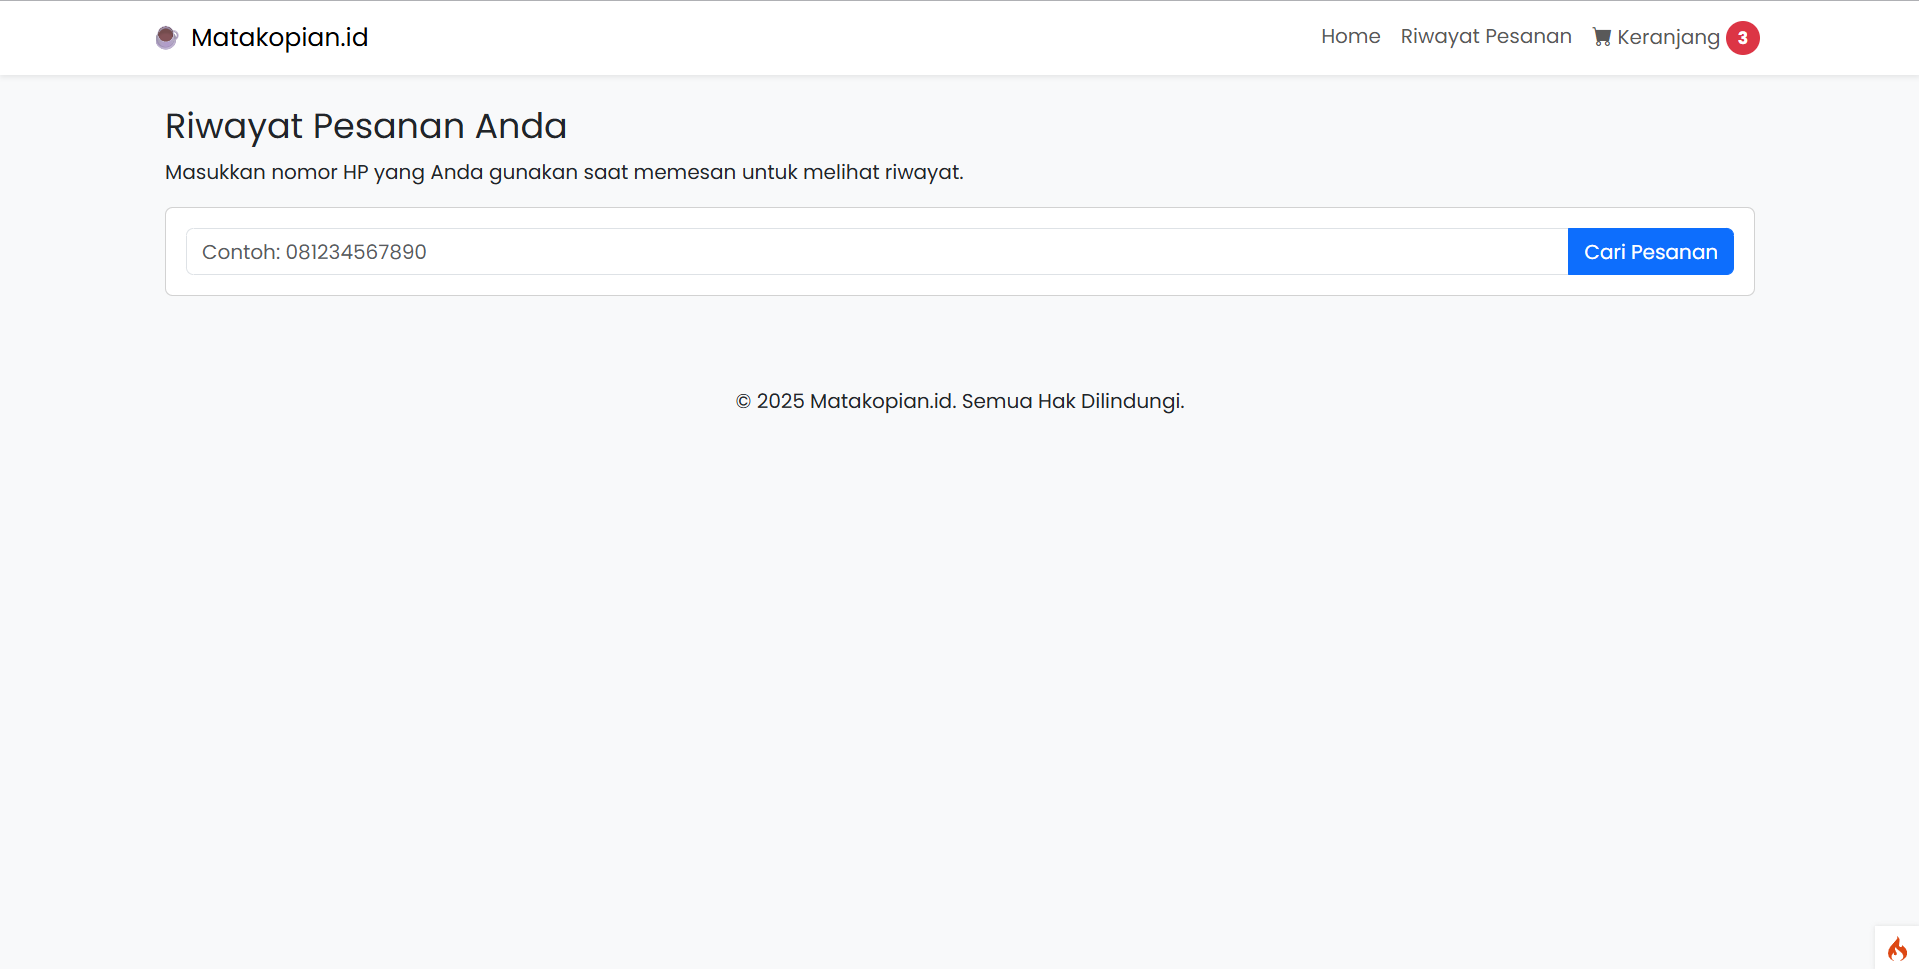 Matakopian.id
Home Riwayat Pesanan Keranjang 3
Riwayat Pesanan Anda
Masukkan nomor HP yang Anda gunakan saat memesan untuk melihat riwayat.
Contoh: 081234567890 Cari Pesanan
© 2025 Matakopian.id. Semua Hak Dilindungi.